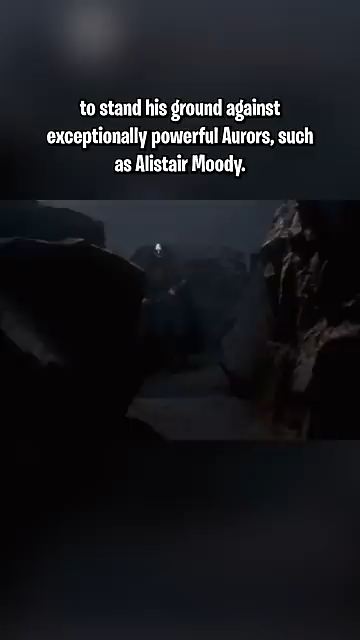 to stand his ground against
exceptionally powerful Aurors, such
as Alistair Moody.